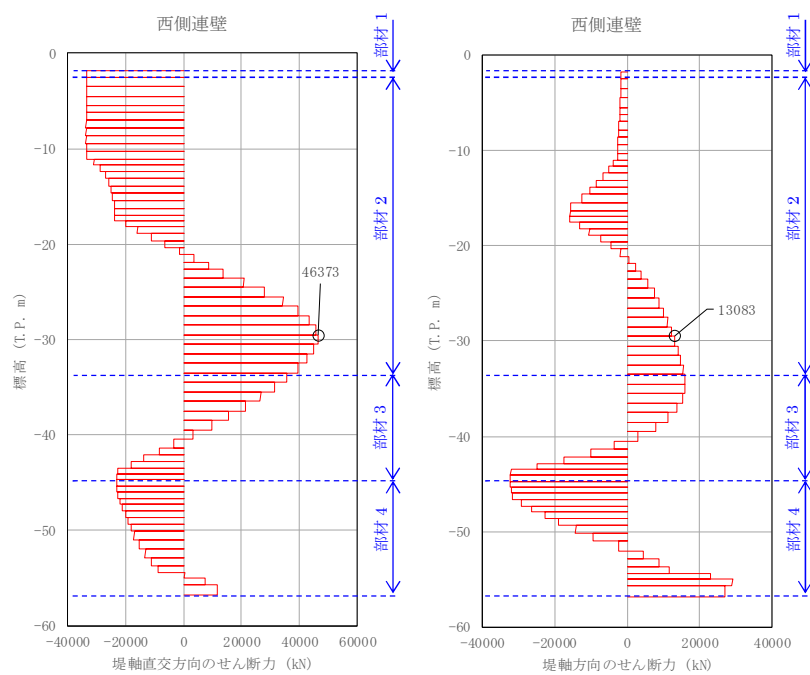 西側連壁
部材1
部材2
部材3
部材4
46373
標高 (T.P. m)
0
-10
-20
-30
-40
-50
-60
-40000 -20000 0 20000 40000 60000
堤軸直交方向のせん断力 (kN)
西側連壁
部材1
部材2
部材3
部材4
13083
標高 (T.P. m)
0
-10
-20
-30
-40
-50
-60
-40000 -20000 0 20000 40000
堤軸方向のせん断力 (kN)